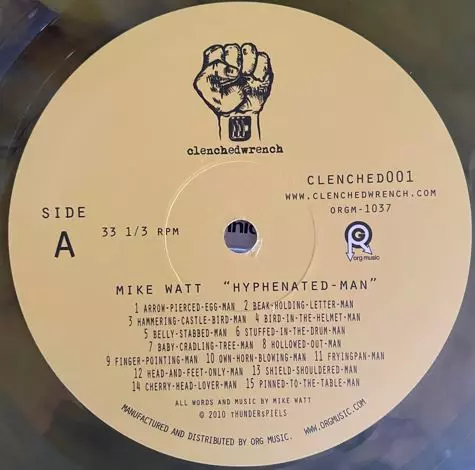 clenchedwrench
CLENCHED001
WWW.CLENCHEDWRENCH.COM
ORGM-1037
SIDE
A
33 1/3 RPM
org music
MIKE WATT "HYPHENATED-MAN"
1 ARROW-PIERCED-EGG-MAN 2 BEAK-HOLDING-LETTER-MAN
3 HAMMERING-CASTLE-BIRD-MAN 4 BIRD-IN-THE-HELMET-MAN
5 BELLY-STABBED-MAN 6 STUFFED-IN-THE-DRUM-MAN
7 BABY-CRADLING-TREE-MAN 8 HOLLOWED-OUT-MAN
9 FINGER-POINTING-MAN 10 OWN-HORN-BLOWING-MAN 11 FRYINGPAN-MAN
12 HEAD-AND-FEET-ONLY-MAN 13 SHIELD-SHOULDERED-MAN
14 CHERRY-HEAD-LOVER-MAN 15 PINNED-TO-THE-TABLE-MAN
ALL WORDS AND MUSIC BY MIKE WATT
© 2010 tHUNDERsPIELS
MANUFACTURED AND DISTRIBUTED BY ORG MUSIC. WWW.ORGMUSIC.COM